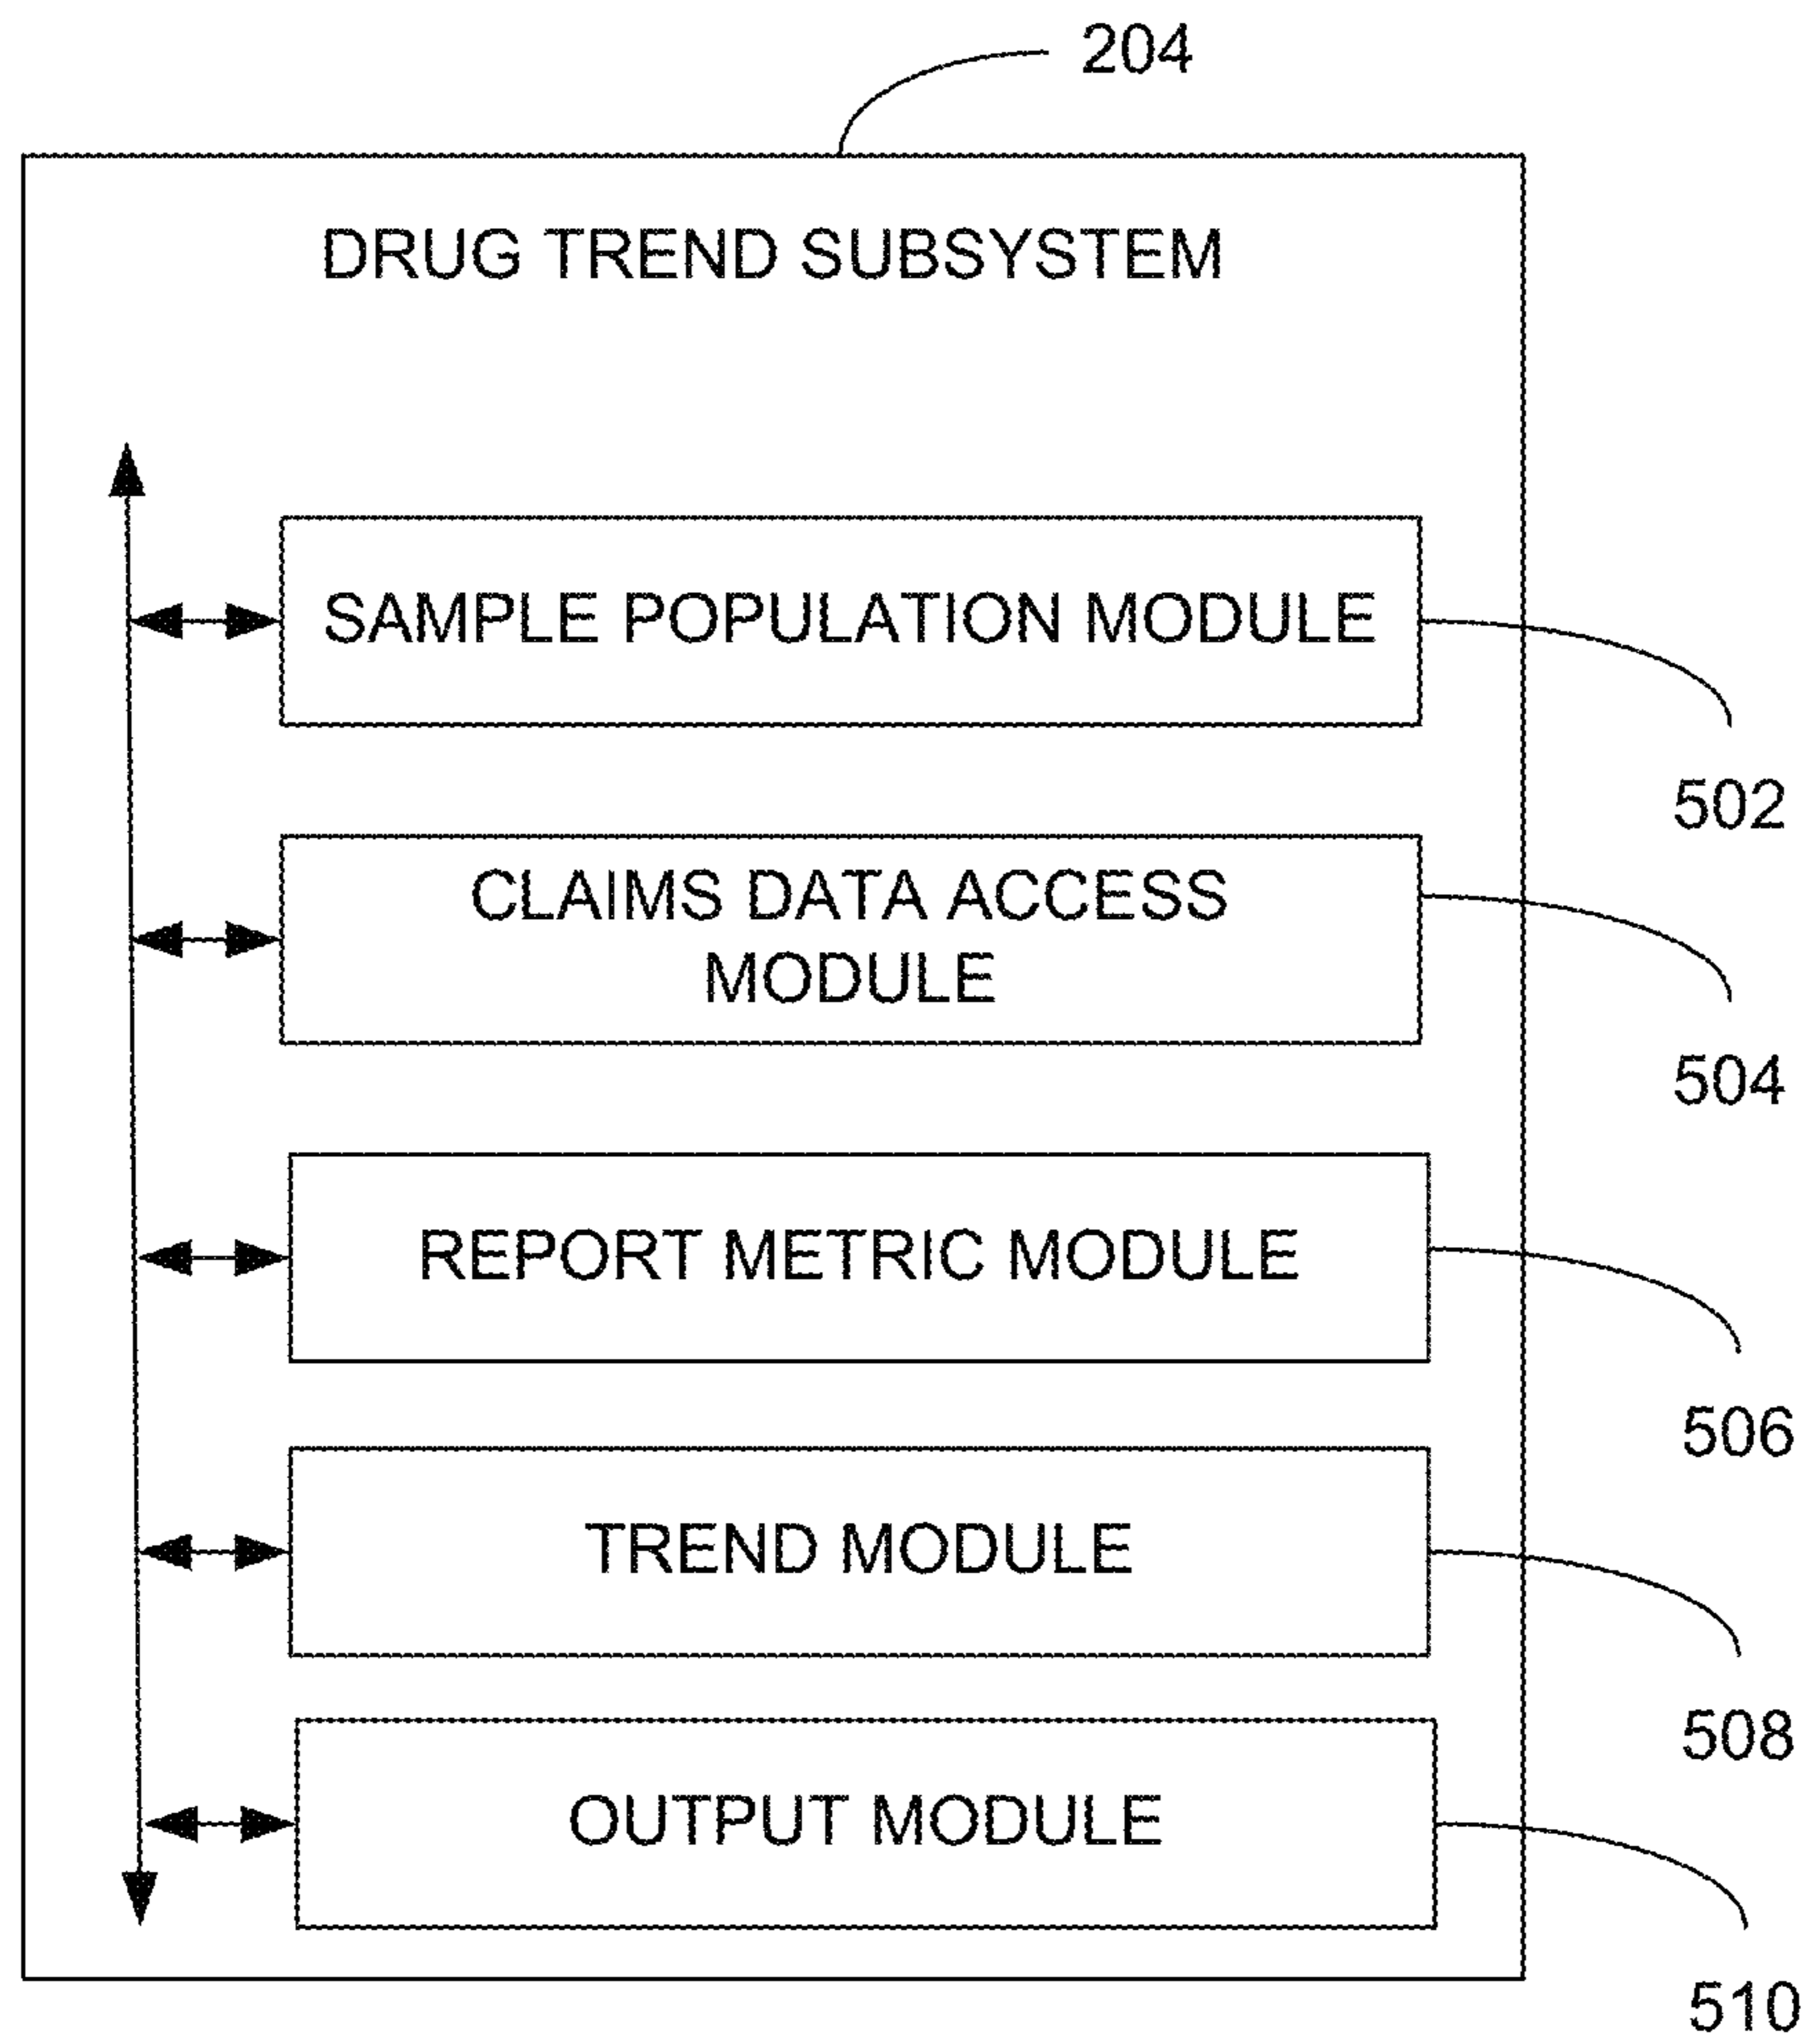 204
DRUG TREND SUBSYSTEM
SAMPLE POPULATION MODULE
502
CLAIMS DATA ACCESS
MODULE
504
REPORT METRIC MODULE
506
TREND MODULE
508
OUTPUT MODULE
510